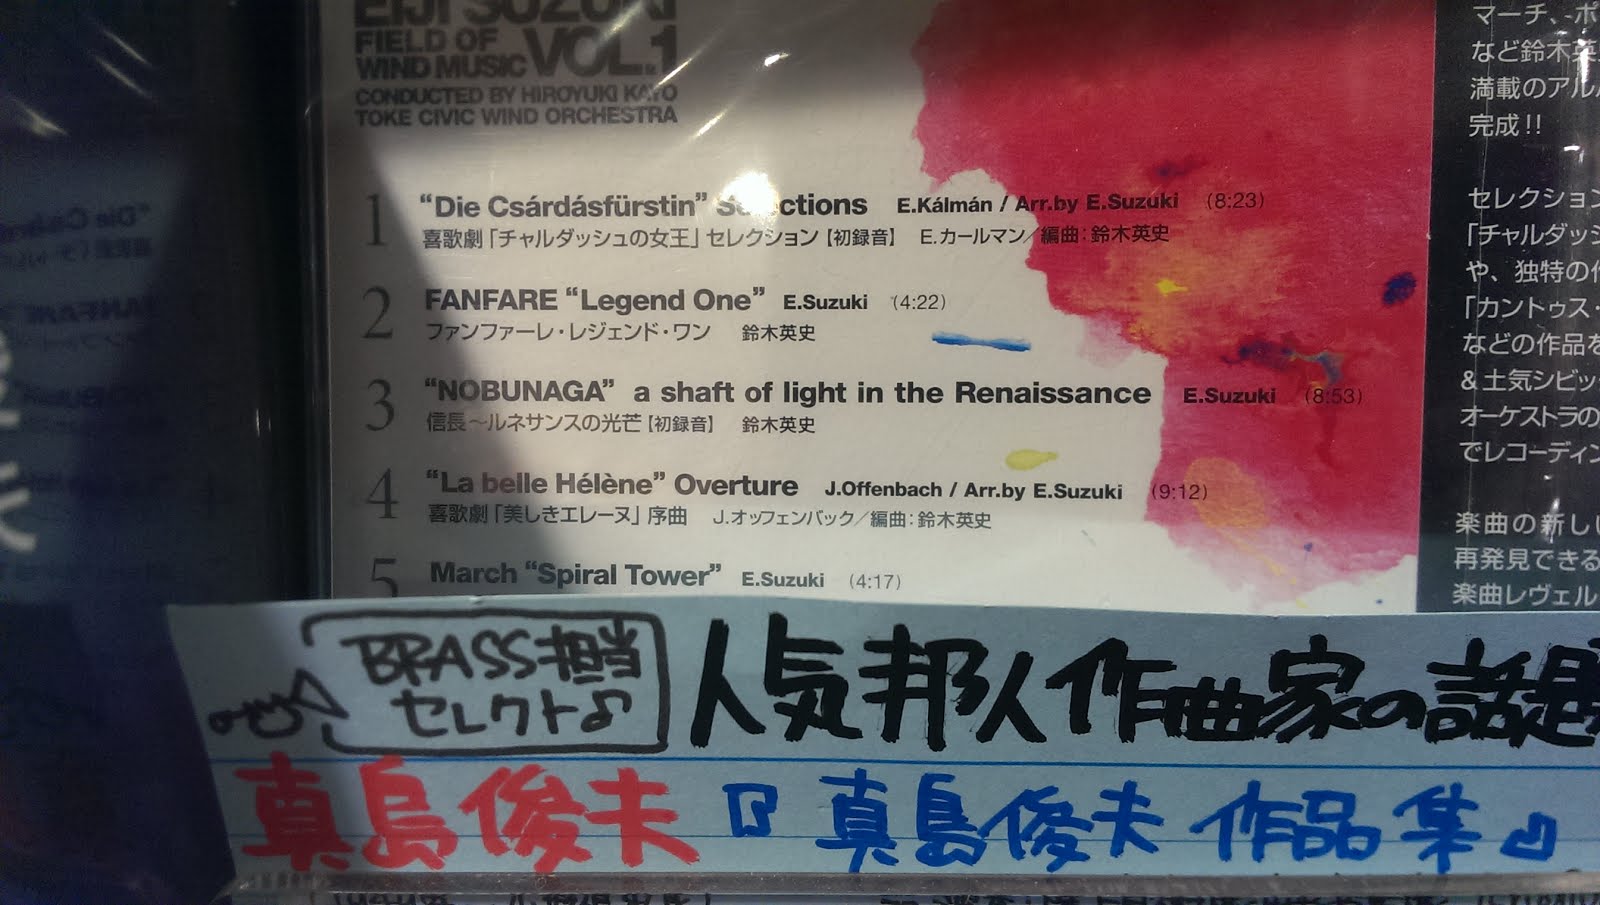 EIJI SUZUKI
FIELD OF
WIND MUSIC VOL.1
CONDUCTED BY HIROYUKI KATO
TOKE CIVIC WIND ORCHESTRA
1 "Die Csárdásfürstin" Selections E.Kálmán / Arr.by E.Suzuki (8:23)
喜歌劇「チャルダッシュの女王」セレクション【初録音】 E.カールマン/編曲:鈴木英史
2 FANFARE "Legend One" E.Suzuki (4:22)
ファンファーレ・レジェンド・ワン 鈴木英史
3 "NOBUNAGA" a shaft of light in the Renaissance E.Suzuki (8:53)
信長~ルネサンスの光芒【初録音】 鈴木英史
4 "La belle Hélène" Overture J.Offenbach / Arr.by E.Suzuki (9:12)
喜歌劇「美しきエレーヌ」序曲 J.オッフェンバック/編曲:鈴木英史
5 March "Spiral Tower" E.Suzuki (4:17)
マーチ、ポ
など鈴木英
満載のアル
完成!!
セレクション
「チャルダッシ
や、独特の作
「カントゥス・
などの作品を
&土気シビッ
オーケストラの
でレコーディン
楽曲の新し
再発見できる
楽曲レヴェル
BRASS担当
セレクト♪
人気邦人作曲家の話題
真島俊夫『真島俊夫 作品集』